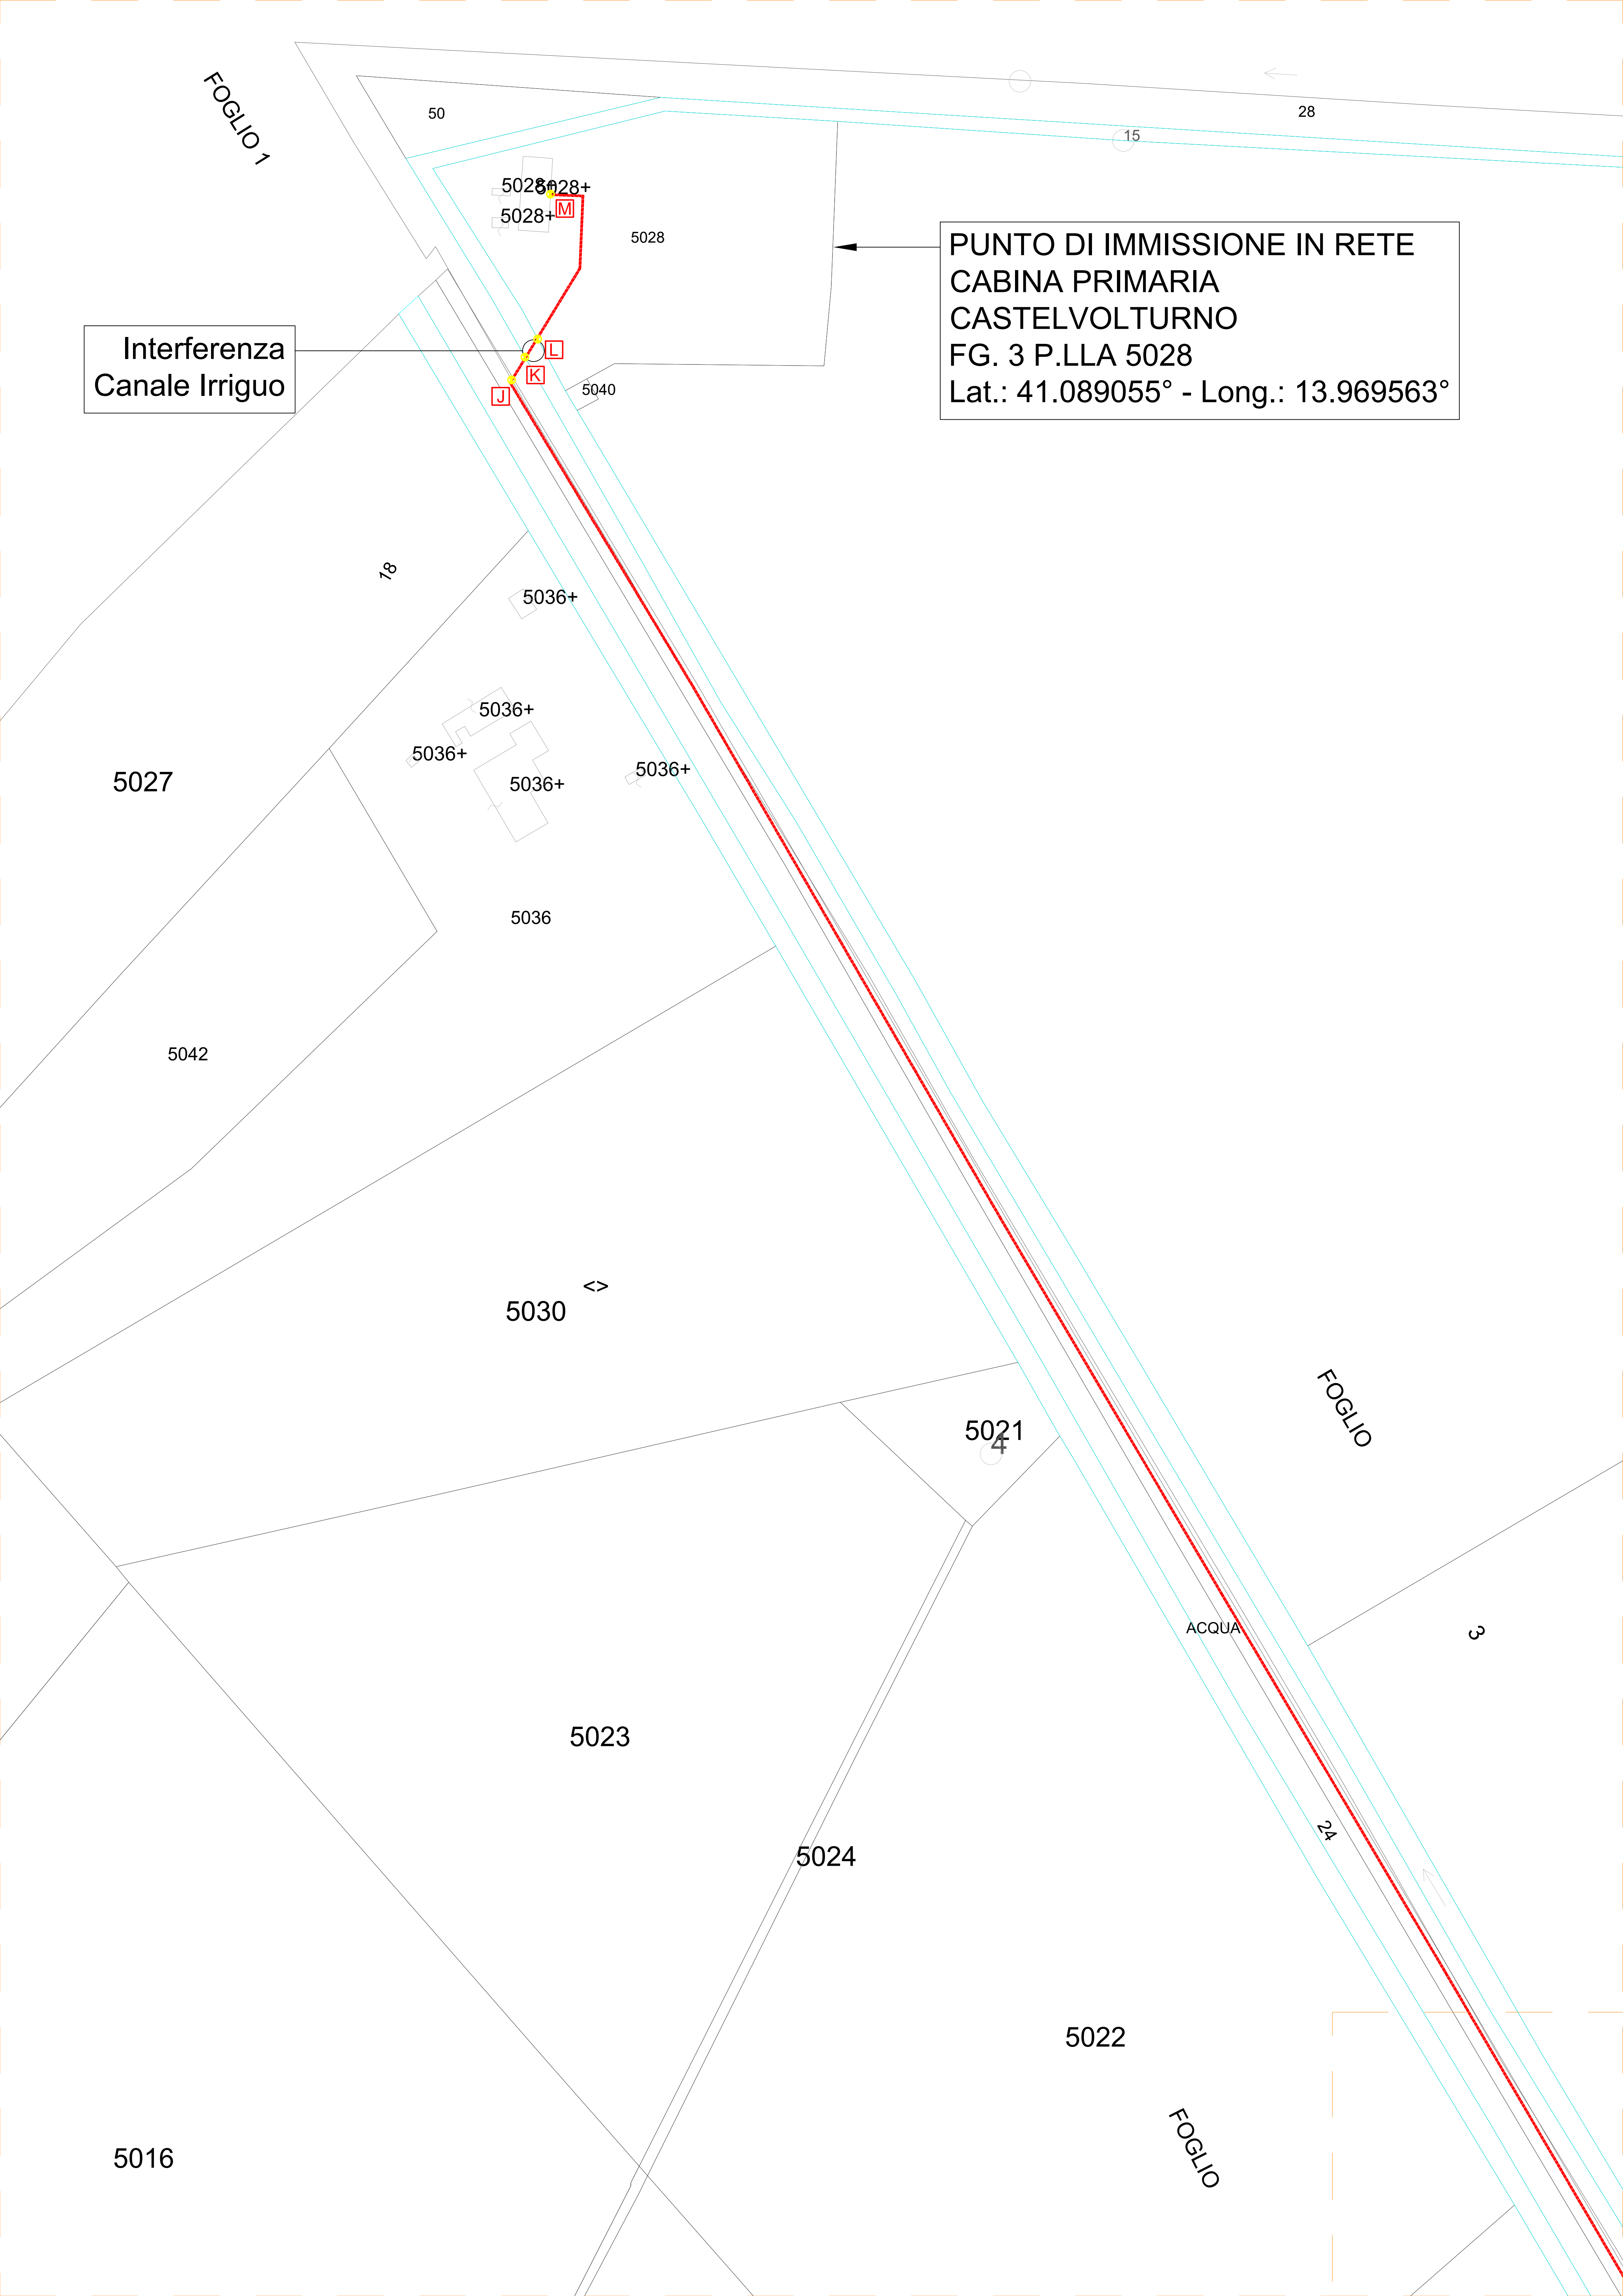 FOGLIO 1
50
28
15
5028+
5028+
M
5028+
5028
PUNTO DI IMMISSIONE IN RETE
CABINA PRIMARIA
CASTELVOLTURNO
FG. 3 P.LLA 5028
Lat.: 41.089055° - Long.: 13.969563°
Interferenza
Canale Irriguo
L
K
J
5040
18
5036+
5036+
5036+
5036+
5036+
5027
5036
5042
<>
5030
FOGLIO
5021
4
ACQUA
3
5023
24
5024
5022
FOGLIO
5016